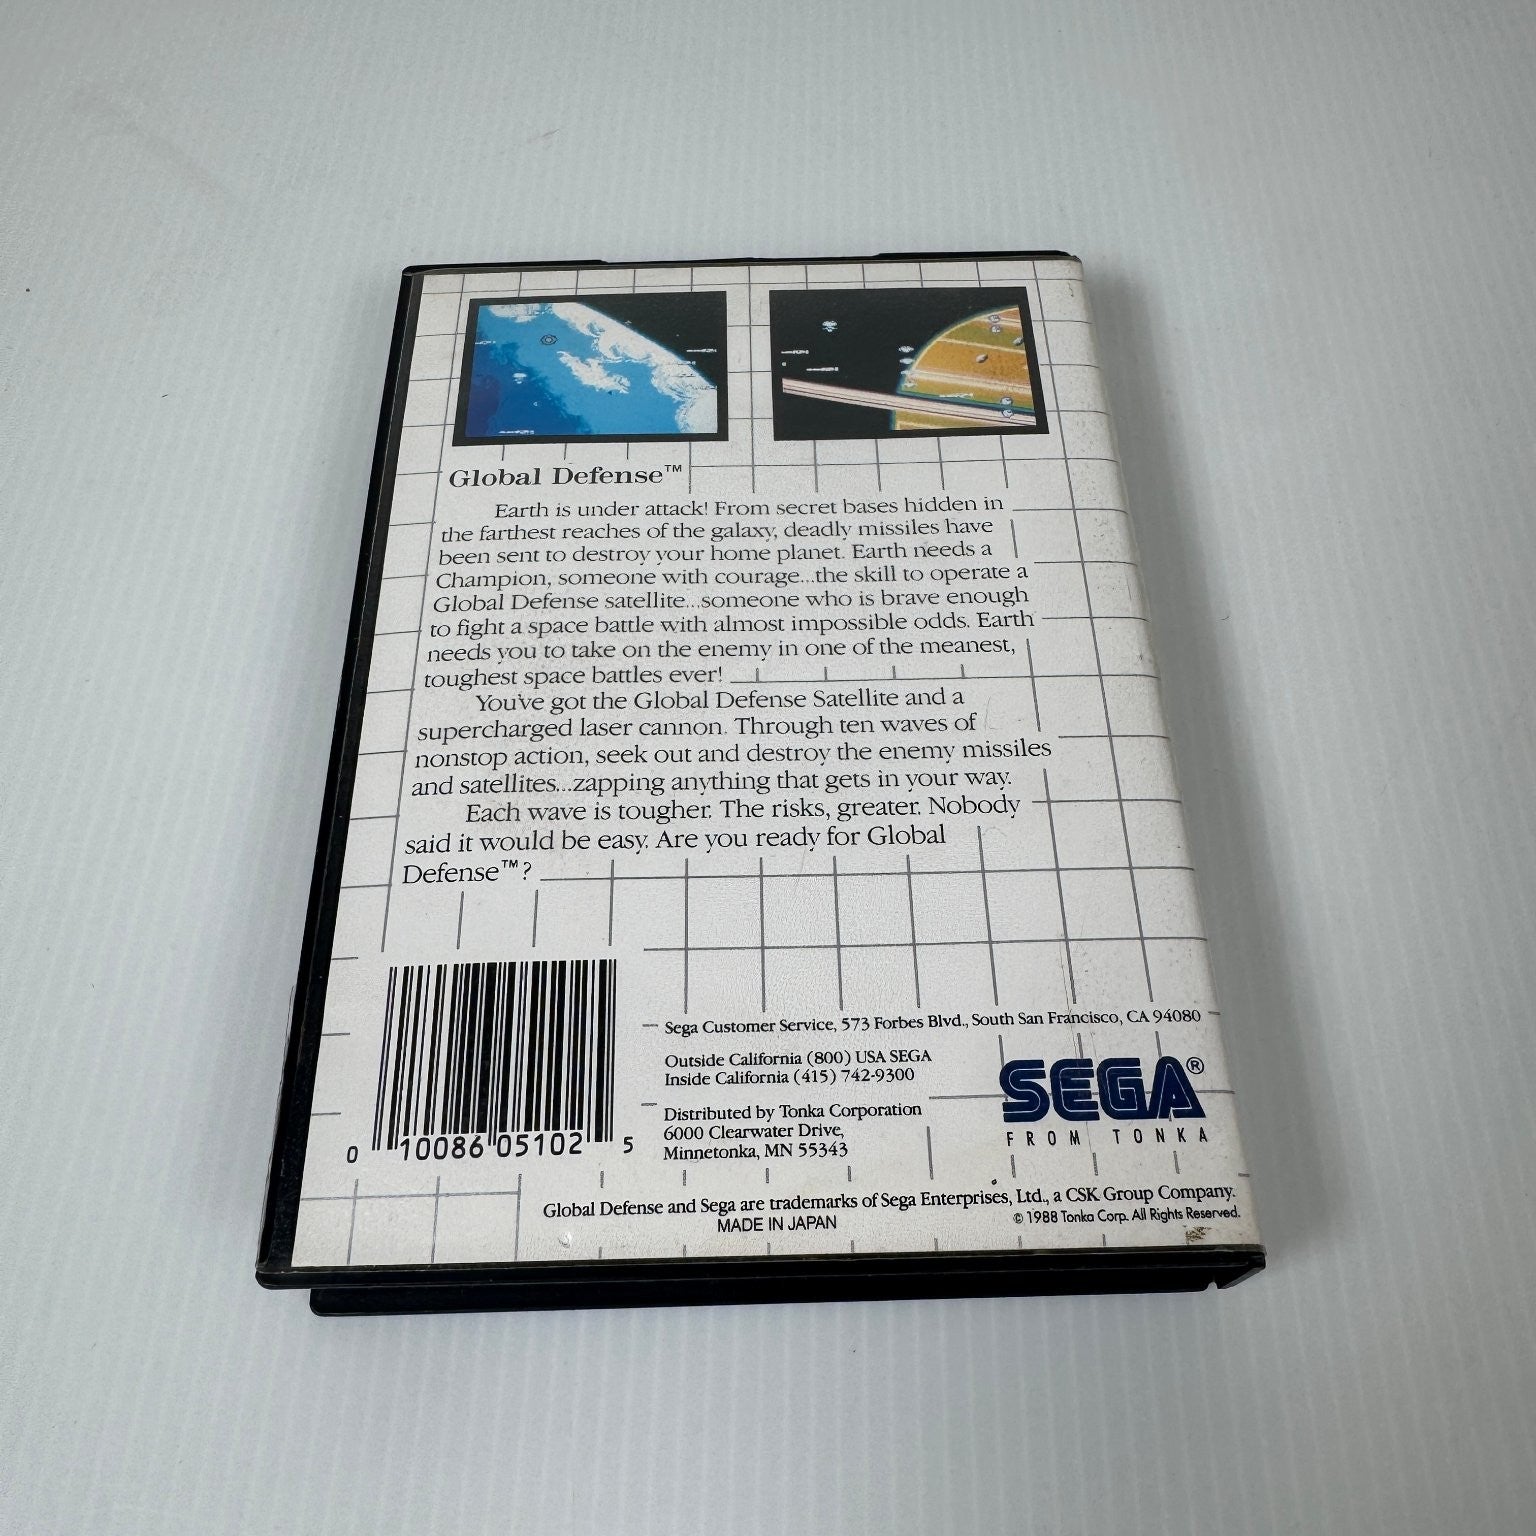 Global Defense™
Earth is under attack! From secret bases hidden in
the farthest reaches of the galaxy, deadly missiles have
been sent to destroy your home planet. Earth needs a
Champion, someone with courage...the skill to operate a
Global Defense satellite...someone who is brave enough
to fight a space battle with almost impossible odds. Earth
needs you to take on the enemy in one of the meanest,
toughest space battles ever!
You've got the Global Defense Satellite and a
supercharged laser cannon. Through ten waves of
nonstop action, seek out and destroy the enemy missiles
and satellites...zapping anything that gets in your way.
Each wave is tougher. The risks, greater. Nobody
said it would be easy. Are you ready for Global
Defense™?
Sega Customer Service, 573 Forbes Blvd., South San Francisco, CA 94080
Outside California (800) USA SEGA
Inside California (415) 742-9300
Distributed by Tonka Corporation
6000 Clearwater Drive,
Minnetonka, MN 55343
SEGA®
FROM TONKA
0 10086 05102 5
Global Defense and Sega are trademarks of Sega Enterprises, Ltd., a CSK Group Company.
MADE IN JAPAN
© 1988 Tonka Corp. All Rights Reserved.